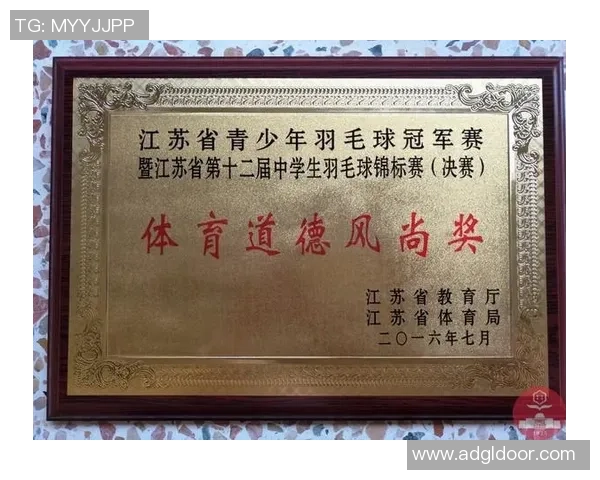 TG: MYYJJPP
江苏省青少年羽毛球冠军赛
暨江苏省第十二届中学生羽毛球锦标赛（决赛）
体育道德风尚奖
江苏省教育厅
江苏省体育局
二〇一六年七月
www.adgldoor.com